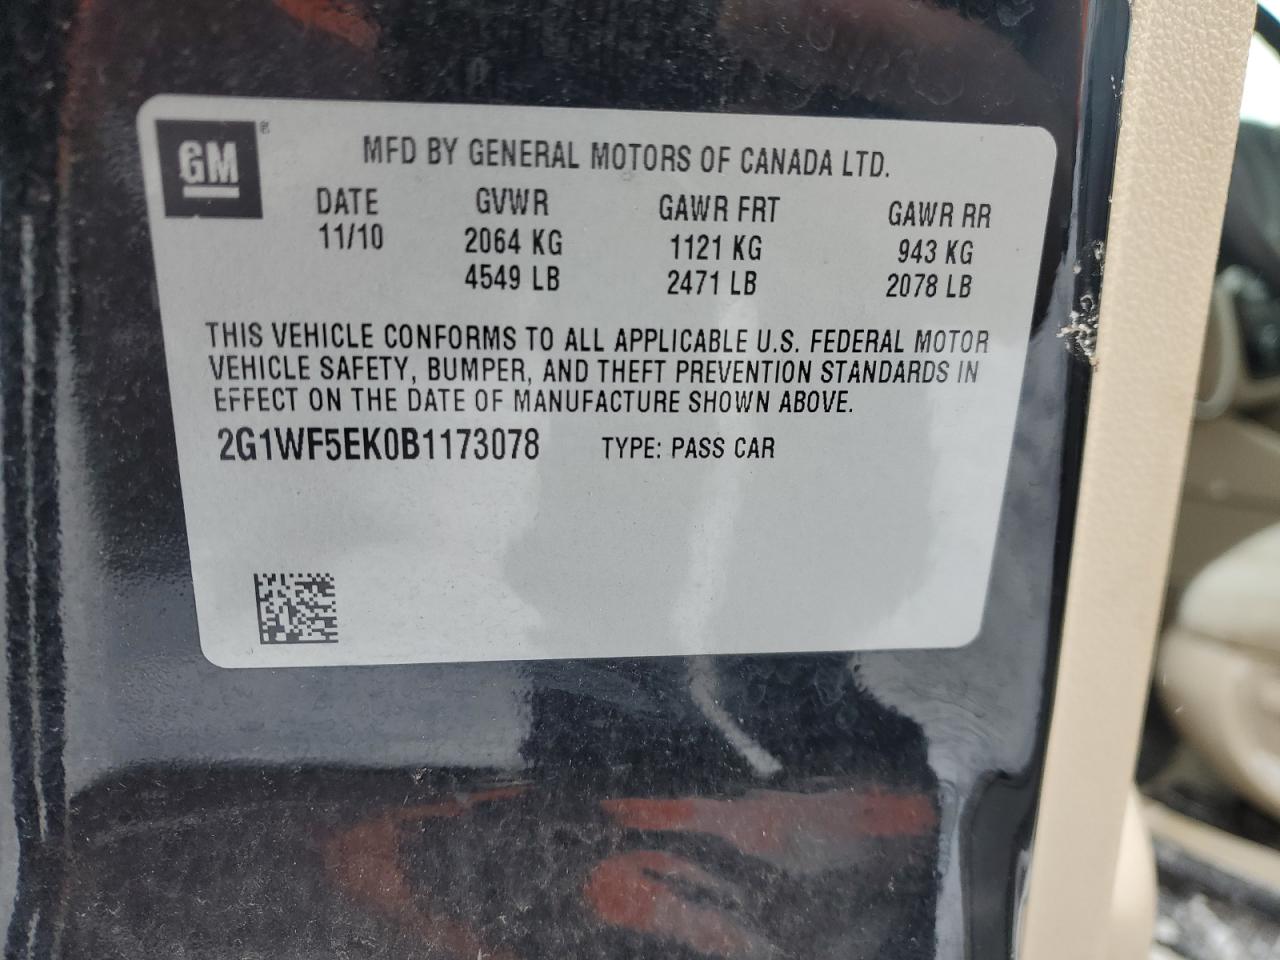 GM®
MFD BY GENERAL MOTORS OF CANADA LTD.
DATE GVWR GAWR FRT GAWR RR
11/10 2064 KG 1121 KG 943 KG
4549 LB 2471 LB 2078 LB
THIS VEHICLE CONFORMS TO ALL APPLICABLE U.S. FEDERAL MOTOR
VEHICLE SAFETY, BUMPER, AND THEFT PREVENTION STANDARDS IN
EFFECT ON THE DATE OF MANUFACTURE SHOWN ABOVE.
2G1WF5EK0B1173078 TYPE: PASS CAR